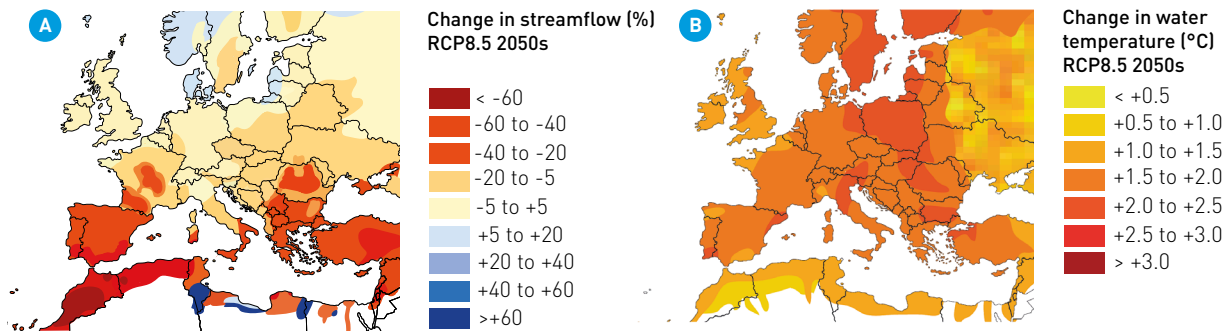 A
Change in streamflow (%)
RCP8.5 2050s
< -60
-60 to -40
-40 to -20
-20 to -5
-5 to +5
+5 to +20
+20 to +40
+40 to +60
>+60
B
Change in water
temperature (°C)
RCP8.5 2050s
< +0.5
+0.5 to +1.0
+1.0 to +1.5
+1.5 to +2.0
+2.0 to +2.5
+2.5 to +3.0
> +3.0